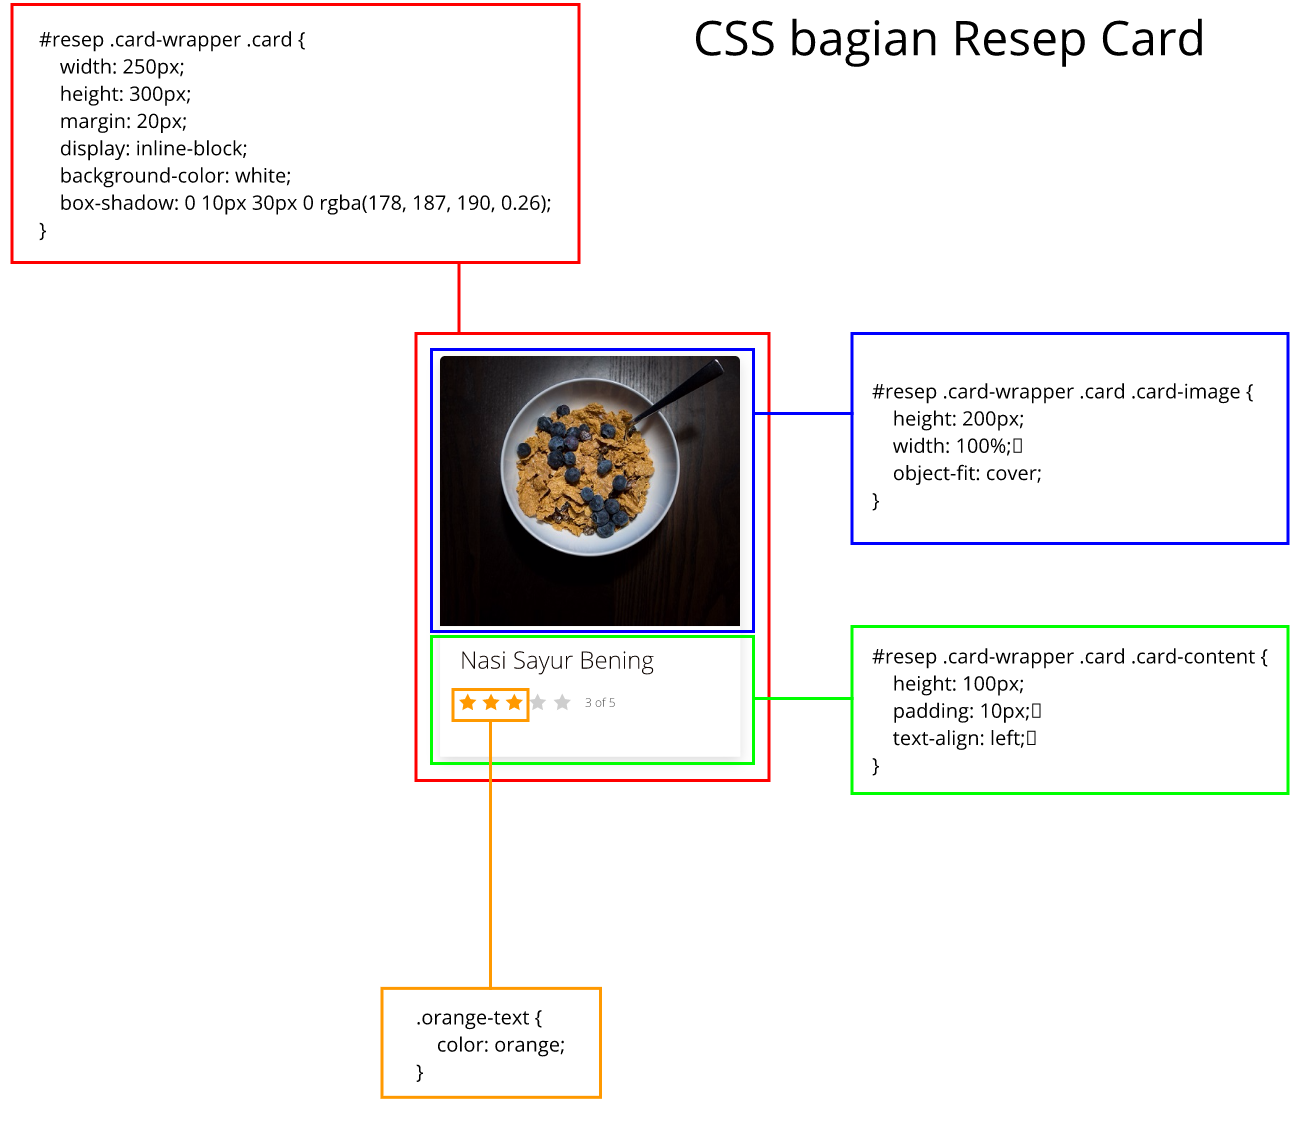 CSS bagian Resep Card
#resep .card-wrapper .card {
width: 250px;
height: 300px;
margin: 20px;
display: inline-block;
background-color: white;
box-shadow: 0 10px 30px 0 rgba(178, 187, 190, 0.26);
}
#resep .card-wrapper .card .card-image {
height: 200px;
width: 100%;
object-fit: cover;
}
Nasi Sayur Bening
3 of 5
#resep .card-wrapper .card .card-content {
height: 100px;
padding: 10px;
text-align: left;
}
.orange-text {
color: orange;
}